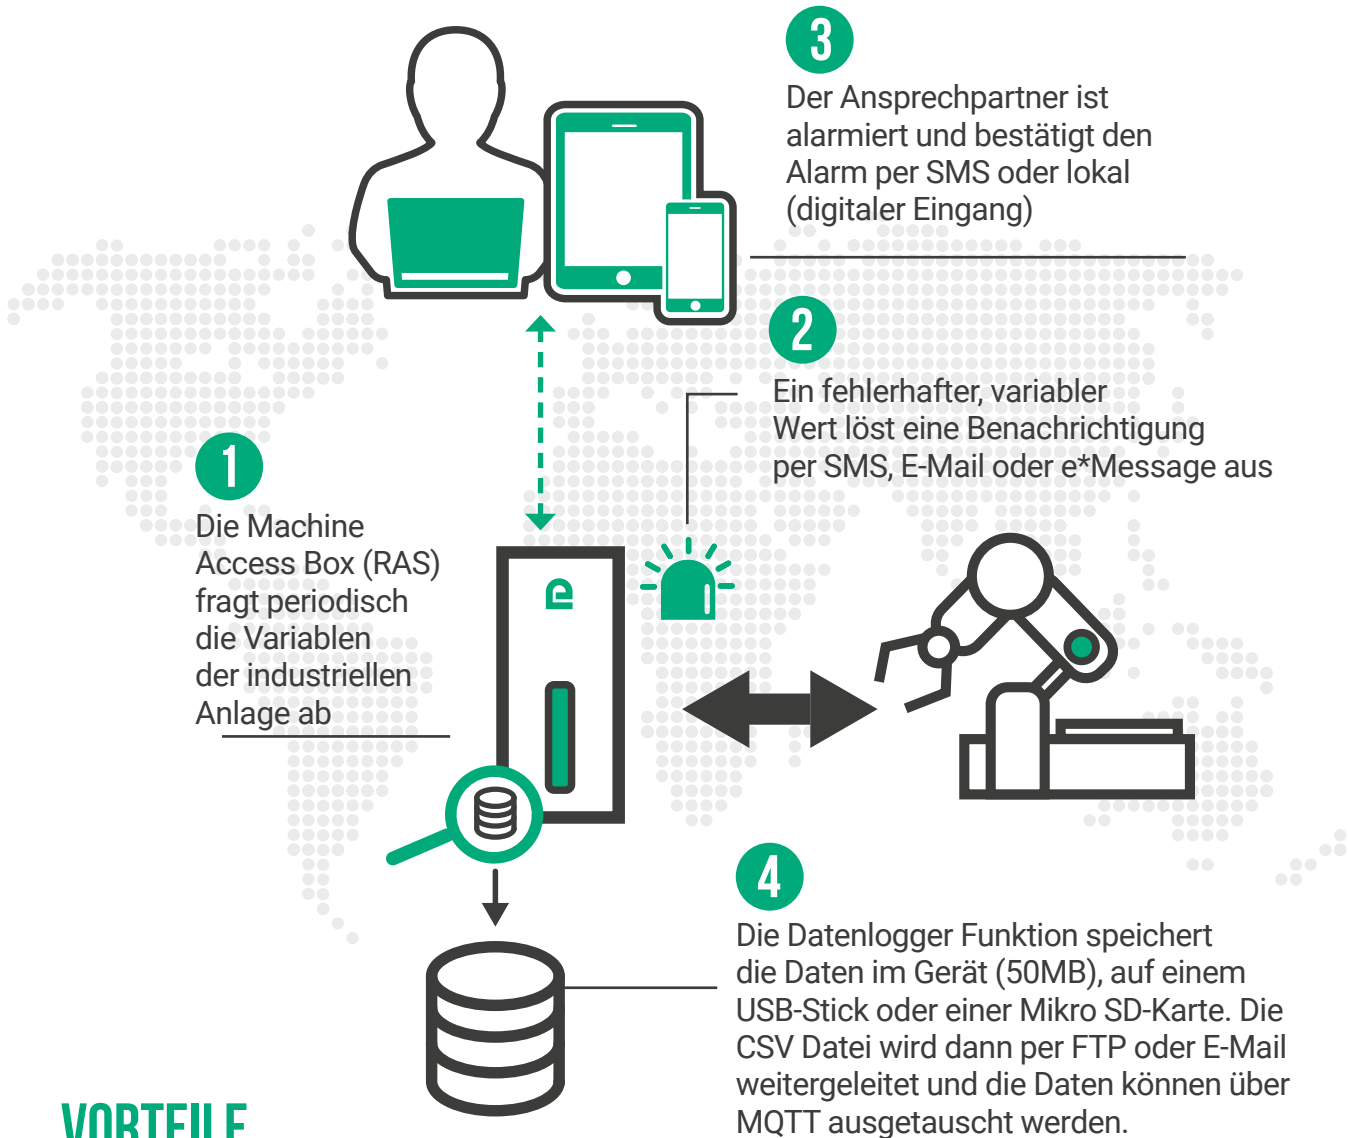 3
Der Ansprechpartner ist
alarmiert und bestätigt den
Alarm per SMS oder lokal
(digitaler Eingang)
2
Ein fehlerhafter, variabler
Wert löst eine Benachrichtigung
per SMS, E-Mail oder e*Message aus
1
Die Machine
Access Box (RAS)
fragt periodisch
die Variablen
der industriellen
Anlage ab
4
Die Datenlogger Funktion speichert
die Daten im Gerät (50MB), auf einem
USB-Stick oder einer Mikro SD-Karte. Die
CSV Datei wird dann per FTP oder E-Mail
weitergeleitet und die Daten können über
MQTT ausgetauscht werden.
VORTEILE